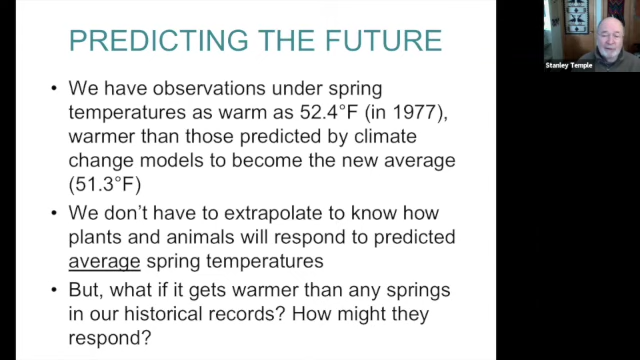 PREDICTING THE FUTURE
Stanley Temple
• We have observations under spring
temperatures as warm as 52.4°F (in 1977),
warmer than those predicted by climate
change models to become the new average
(51.3°F)
• We don't have to extrapolate to know how
plants and animals will respond to predicted
average spring temperatures
• But, what if it gets warmer than any springs
in our historical records? How might they
respond?